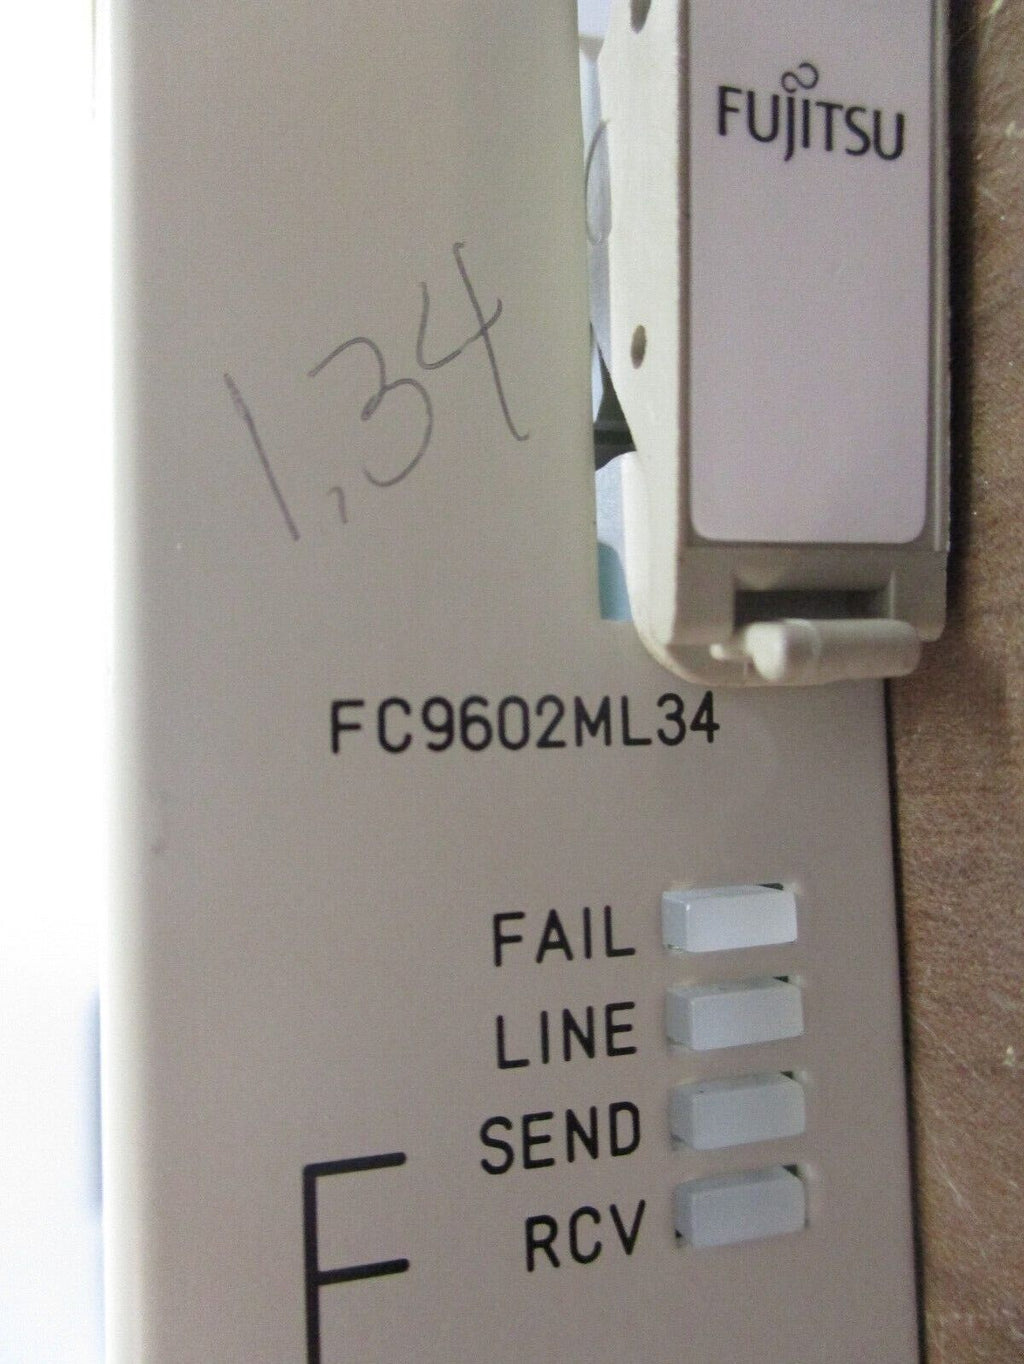 FUJITSU
1,34
FC9602ML34
FAIL
LINE
SEND
RCV